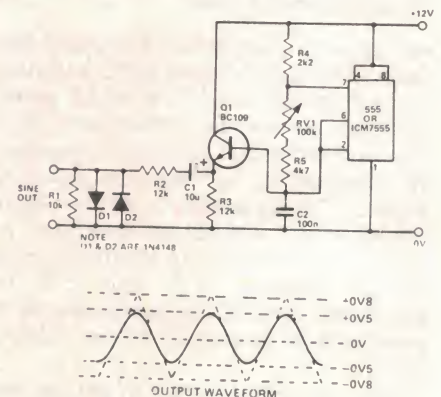 +12V
R4
2k2
4
8
7
Q1
BC109
RV1
100k
555
OR
ICM7555
6
2
+
R5
4k7
R2
12k
C1
10u
1
SINE
OUT
R1
10k
D1
D2
R3
12k
C2
100n
0V
NOTE
D1 & D2 ARE 1N4148
+0V8
+0V5
0V
-0V5
-0V8
OUTPUT WAVEFORM